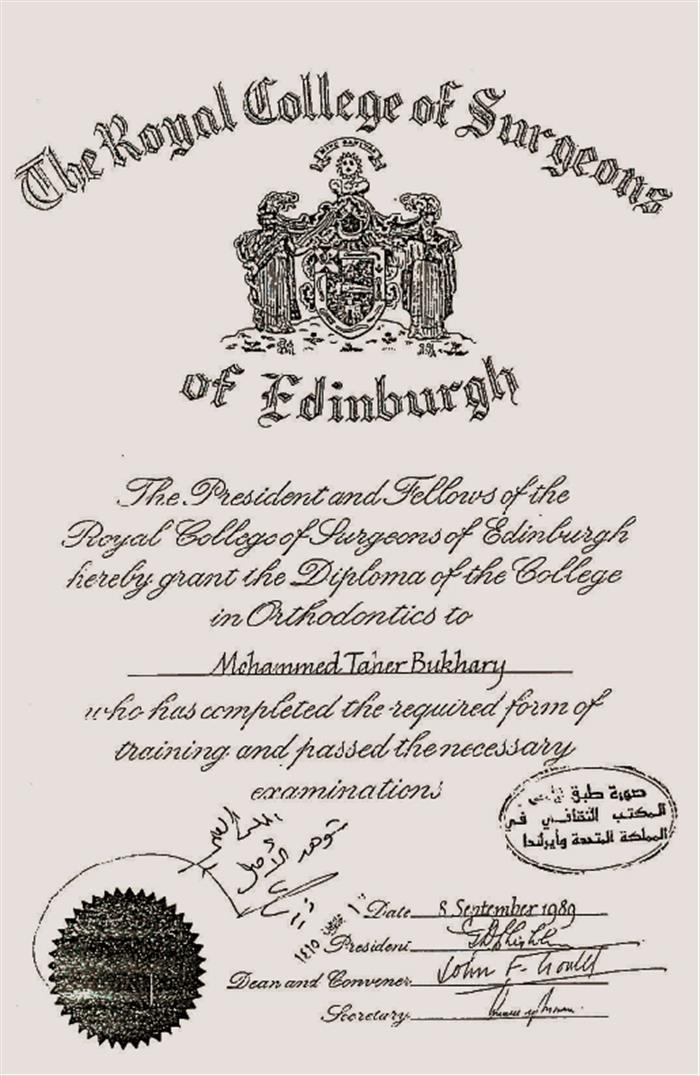 The Royal College of Surgeons
of Edinburgh
The President and Fellows of the
Royal College of Surgeons of Edinburgh
hereby grant the Diploma of the College
in Orthodontics to
Mohammed Taher Bukhary
who has completed the required form of
training and passed the necessary
examinations
صورة طبق
المكتب الثقافي في
المملكة المتحدة وأيرلندا
شوهد الأصل
Date 8 September 1989
President
Dean and Convener John F. Gould
Secretary